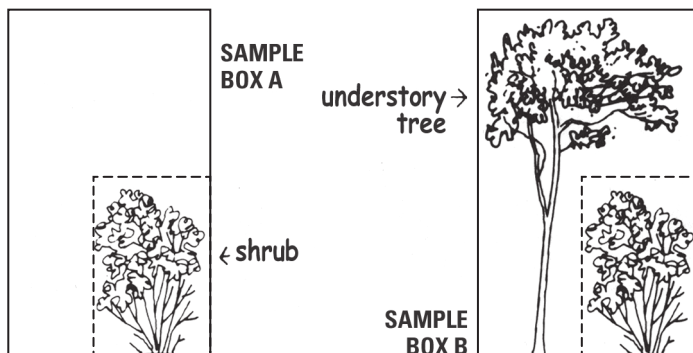 SAMPLE
BOX A
understory →
tree
← shrub
SAMPLE
BOX B